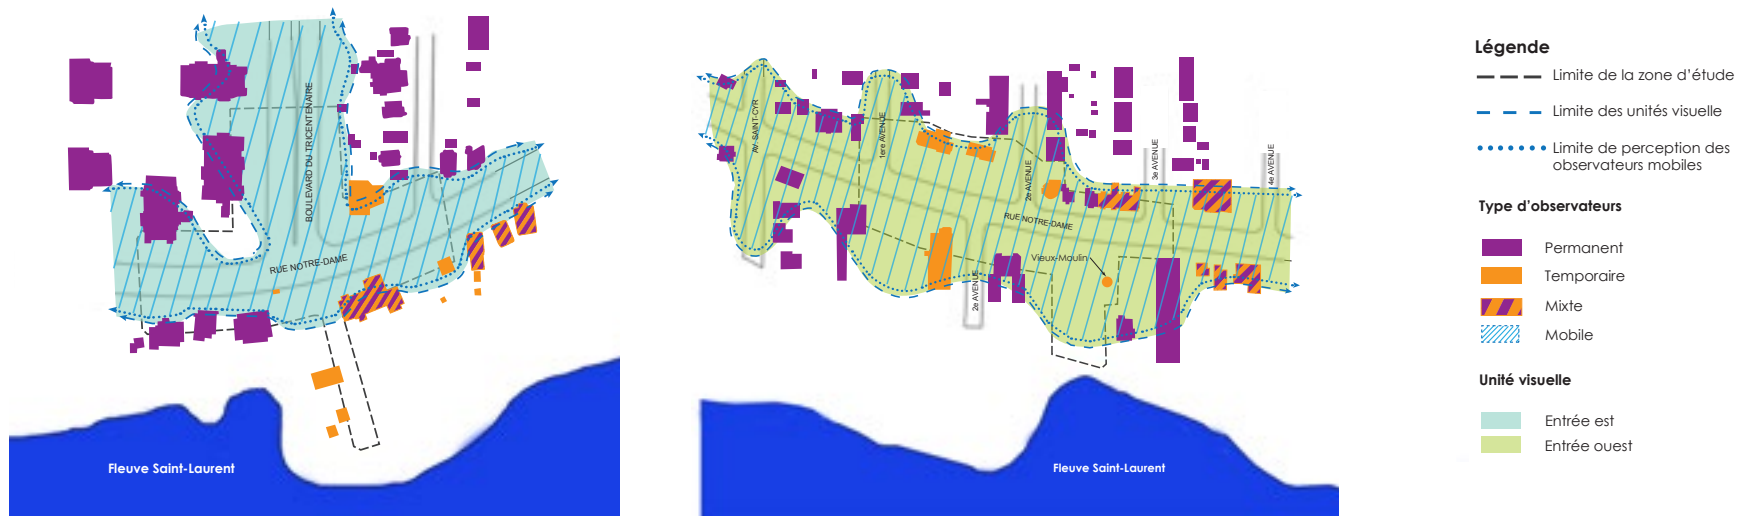 BOULEVARD DU TRICENTENAIRE
RUE NOTRE-DAME
Fleuve Saint-Laurent
AV. SAINT-CYR
1ere AVENUE
2e AVENUE
3e AVENUE
4e AVENUE
RUE NOTRE-DAME
Vieux-Moulin
2e AVENUE
Fleuve Saint-Laurent
Légende
Limite de la zone d'étude
Limite des unités visuelle
Limite de perception des
observateurs mobiles
Type d'observateurs
Permanent
Temporaire
Mixte
Mobile
Unité visuelle
Entrée est
Entrée ouest